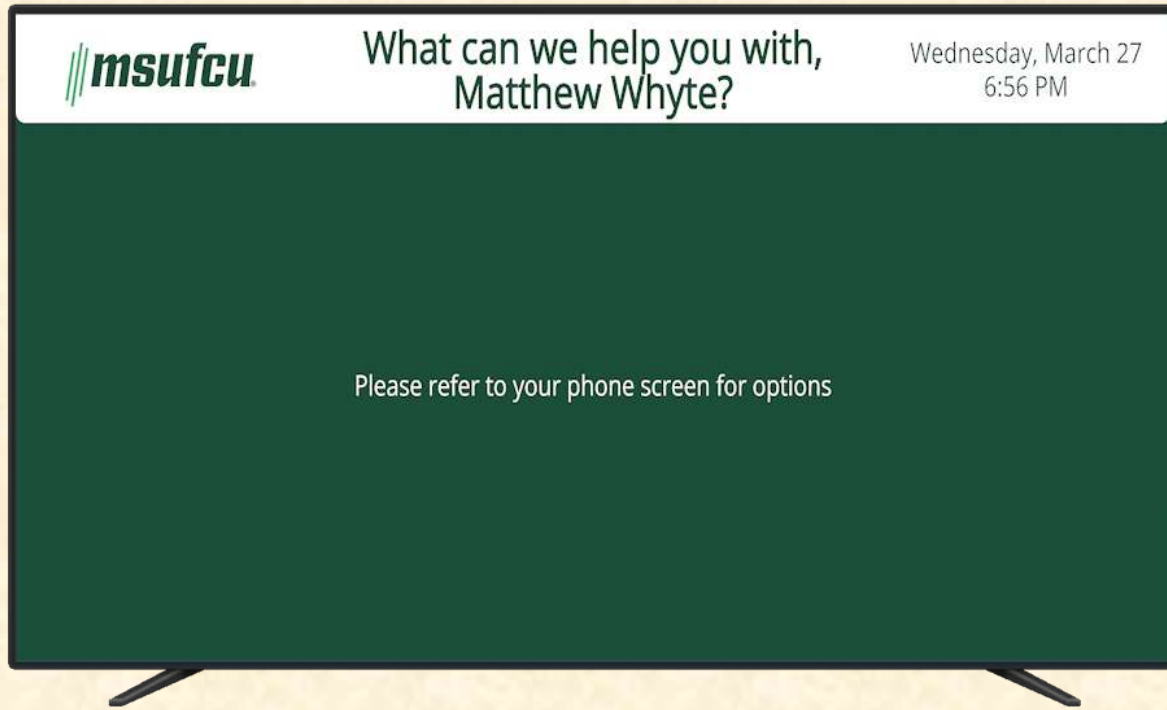 msufcu
What can we help you with,
Matthew Whyte?
Wednesday, March 27
6:56 PM
Please refer to your phone screen for options